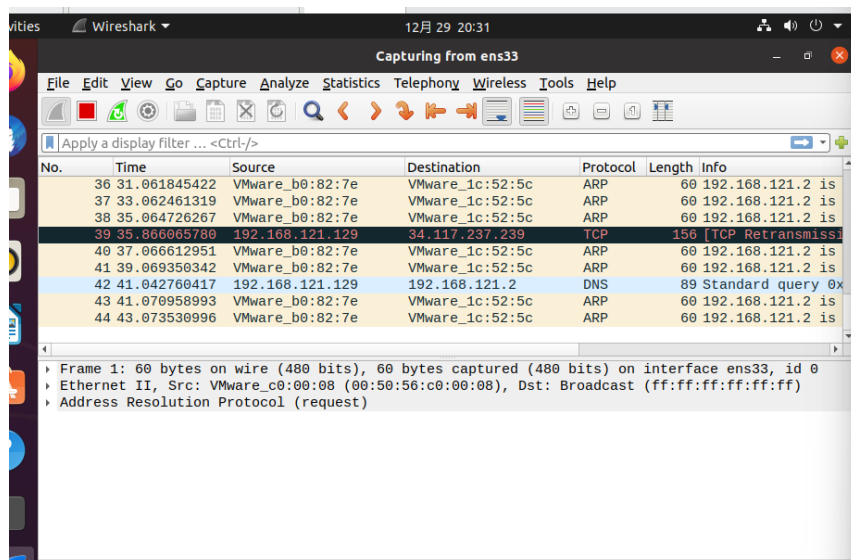 vities Wireshark 12月 29 20:31
Capturing from ens33
File Edit View Go Capture Analyze Statistics Telephony Wireless Tools Help
Apply a display filter … <Ctrl-/>
No. Time Source Destination Protocol Length Info
36 31.061845422 VMware_b0:82:7e VMware_1c:52:5c ARP 60 192.168.121.2 is
37 33.062461319 VMware_b0:82:7e VMware_1c:52:5c ARP 60 192.168.121.2 is
38 35.064726267 VMware_b0:82:7e VMware_1c:52:5c ARP 60 192.168.121.2 is
39 35.866065780 192.168.121.129 34.117.237.239 TCP 156 [TCP Retransmissi
40 37.066612951 VMware_b0:82:7e VMware_1c:52:5c ARP 60 192.168.121.2 is
41 39.069350342 VMware_b0:82:7e VMware_1c:52:5c ARP 60 192.168.121.2 is
42 41.042760417 192.168.121.129 192.168.121.2 DNS 89 Standard query 0x
43 41.070958993 VMware_b0:82:7e VMware_1c:52:5c ARP 60 192.168.121.2 is
44 43.073530996 VMware_b0:82:7e VMware_1c:52:5c ARP 60 192.168.121.2 is
Frame 1: 60 bytes on wire (480 bits), 60 bytes captured (480 bits) on interface ens33, id 0
Ethernet II, Src: VMware_c0:00:08 (00:50:56:c0:00:08), Dst: Broadcast (ff:ff:ff:ff:ff:ff)
Address Resolution Protocol (request)